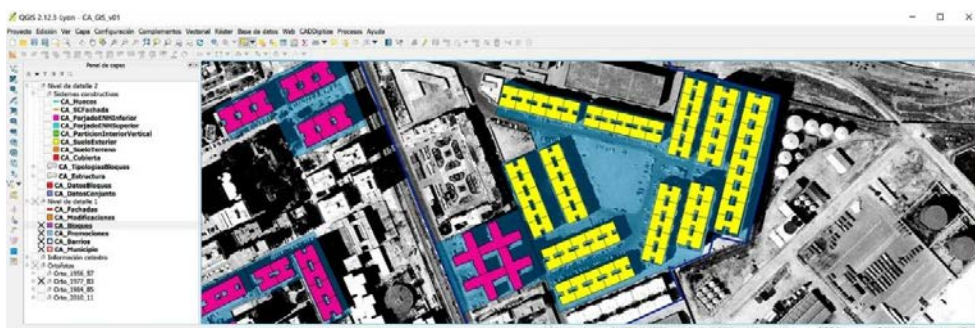 QGIS 2.12.3-Lyon - CA_GIS_v01
Proyecto Edición Ver Capa Configuración Complementos Vectorial Ráster Base de datos Web CADDigitize Procesos Ayuda
Panel de capas
Nivel de detalle 2
Sistemas constructivos
CA_Huecos
CA_SCFachada
CA_ForjadoENHInferior
CA_ForjadoENHSuperior
CA_ParticionInteriorVertical
CA_SueloExterior
CA_SueloTerreno
CA_Cubierta
CA_TipologiasBloques
CA_Estructura
CA_DatosBloques
CA_DatosConjunto
Nivel de detalle 1
CA_Fachadas
CA_Modificaciones
CA_Bloques
CA_Promociones
CA_Barrios
CA_Municipio
Información catastro
Ortofotos
Orto_1956_57
Orto_1977_83
Orto_1984_85
Orto_2010_11